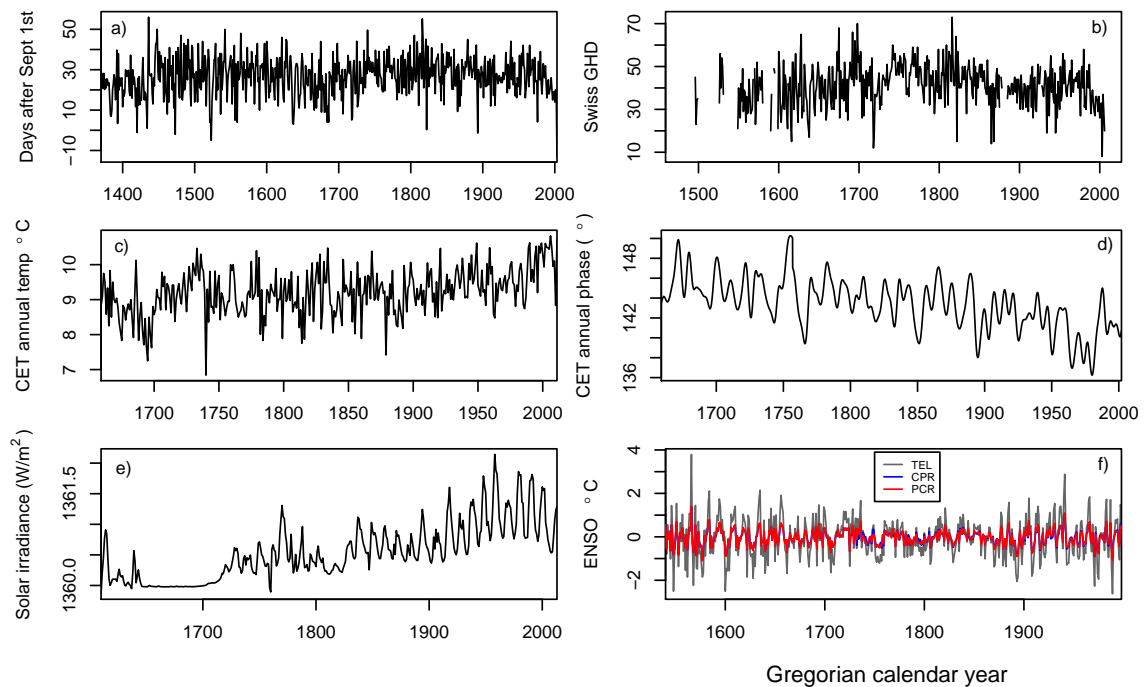 a)
Days after Sept 1st
50
30
10
−10
1400 1500 1600 1700 1800 1900 2000
b)
Swiss GHD
70
50
30
10
1500 1600 1700 1800 1900 2000
c)
CET annual temp ° C
10
9
8
7
1700 1750 1800 1850 1900 1950 2000
d)
CET annual phase ( ° )
148
142
136
1700 1750 1800 1850 1900 1950 2000
e)
Solar irradiance (W/m²)
1361.5
1360.0
1700 1800 1900 2000
f)
ENSO ° C
4
2
0
−2
TEL
CPR
PCR
1600 1700 1800 1900
Gregorian calendar year